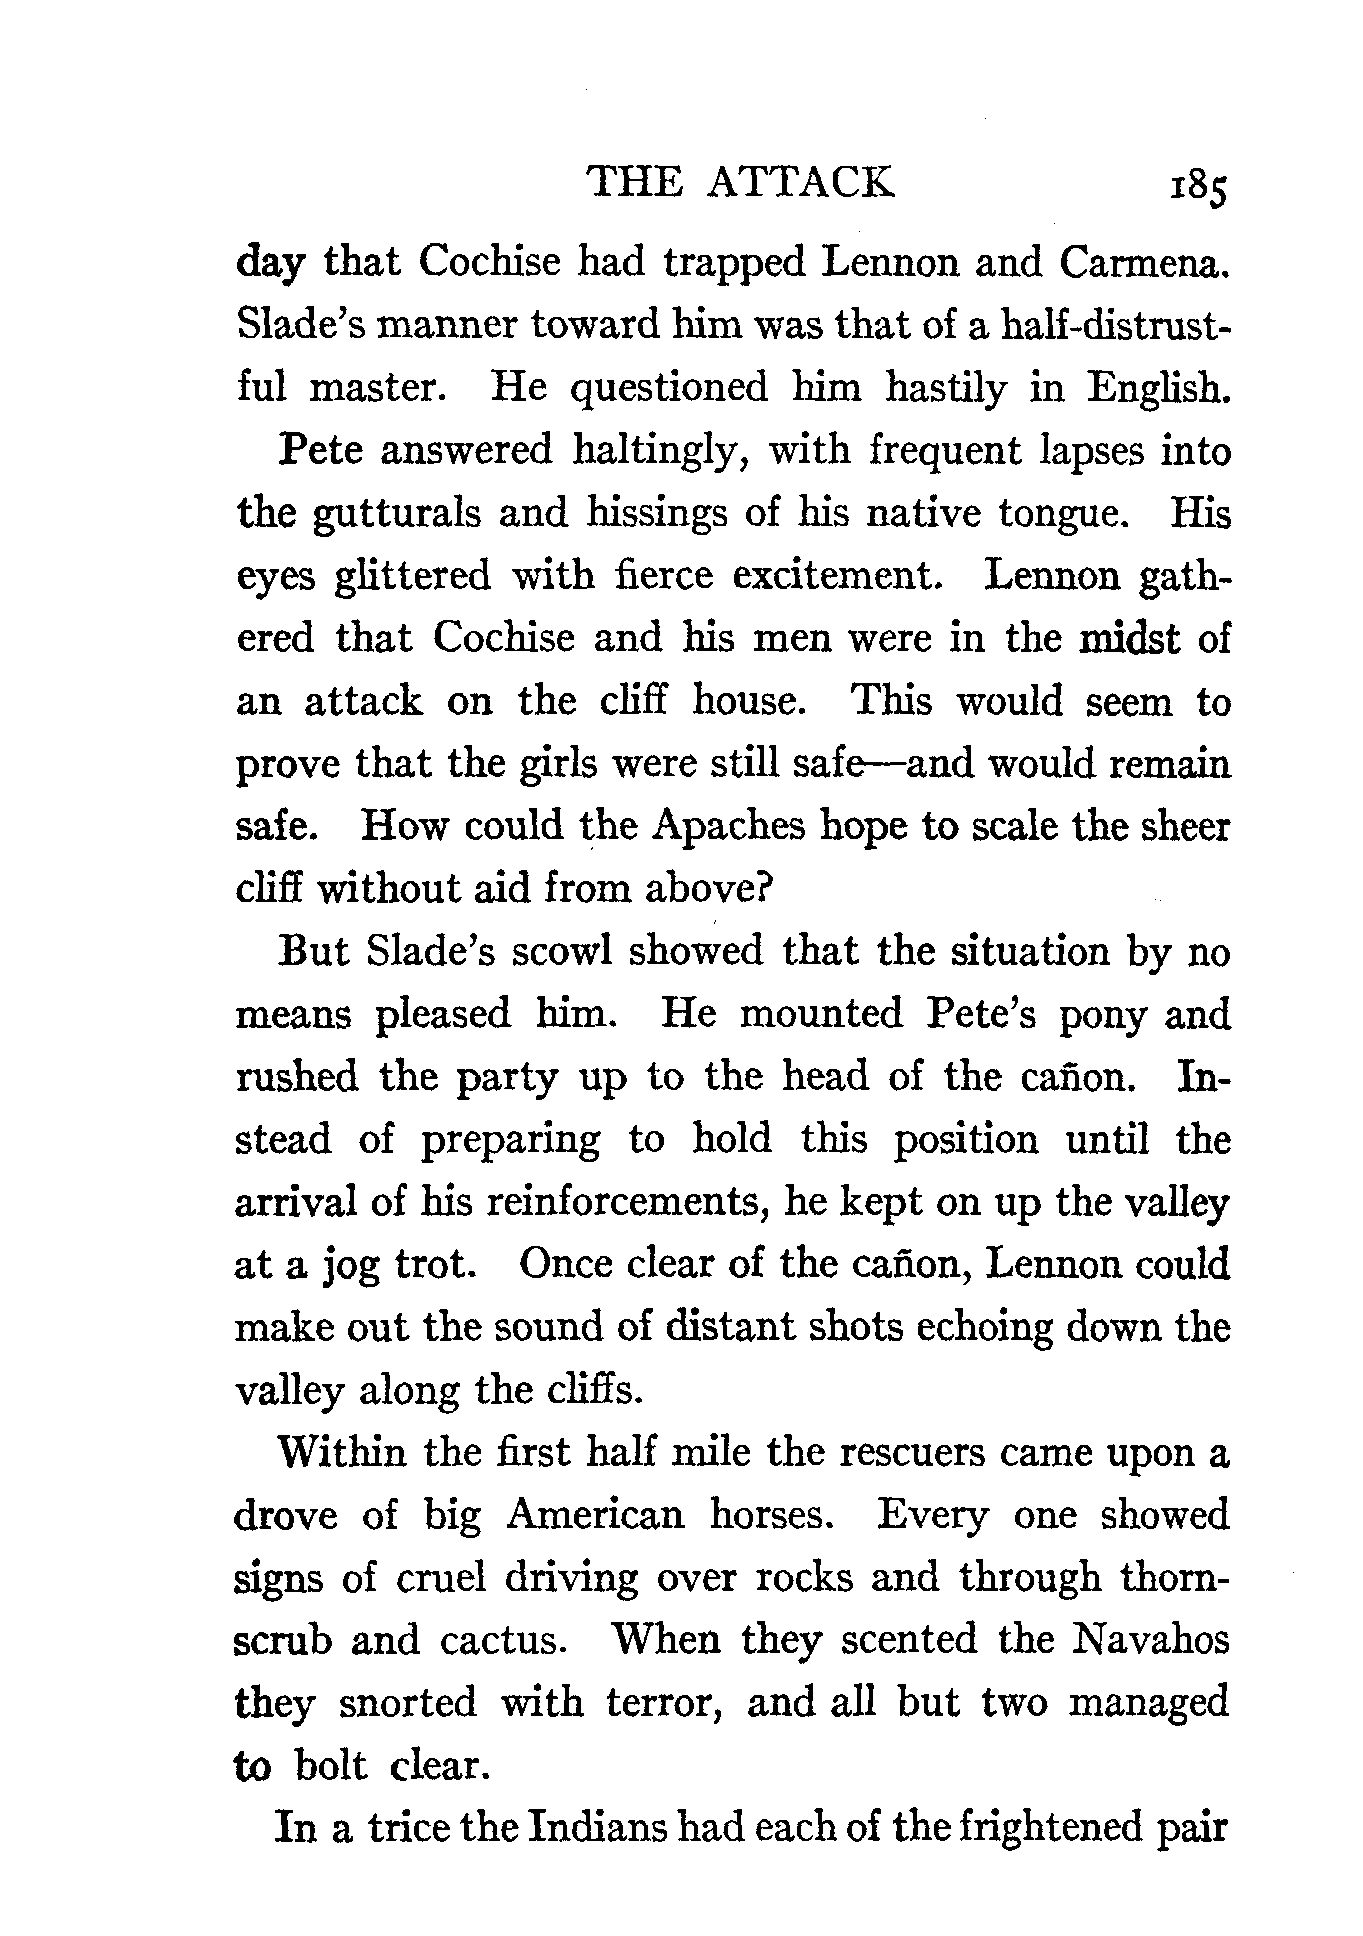 THE ATTACK 185
day that Cochise had trapped Lennon and Carmena.
Slade's manner toward him was that of a half-distrust-
ful master. He questioned him hastily in English.
Pete answered haltingly, with frequent lapses into
the gutturals and hissings of his native tongue. His
eyes glittered with fierce excitement. Lennon gath-
ered that Cochise and his men were in the midst of
an attack on the cliff house. This would seem to
prove that the girls were still safe—and would remain
safe. How could the Apaches hope to scale the sheer
cliff without aid from above?
But Slade's scowl showed that the situation by no
means pleased him. He mounted Pete's pony and
rushed the party up to the head of the cañon. In-
stead of preparing to hold this position until the
arrival of his reinforcements, he kept on up the valley
at a jog trot. Once clear of the cañon, Lennon could
make out the sound of distant shots echoing down the
valley along the cliffs.
Within the first half mile the rescuers came upon a
drove of big American horses. Every one showed
signs of cruel driving over rocks and through thorn-
scrub and cactus. When they scented the Navahos
they snorted with terror, and all but two managed
to bolt clear.
In a trice the Indians had each of the frightened pair